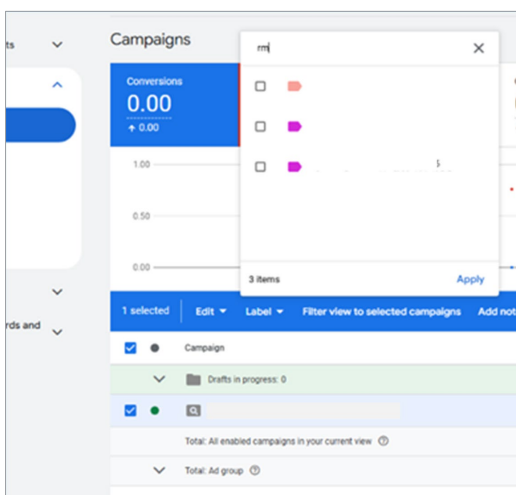 ts
Campaigns
rm
Conversions
0.00
↑ 0.00
1.00
0.50
0.00
3 items
Apply
1 selected
Edit
Label
Filter view to selected campaigns
Add not
rds and
Campaign
Drafts in progress: 0
Total: All enabled campaigns in your current view
Total: Ad group